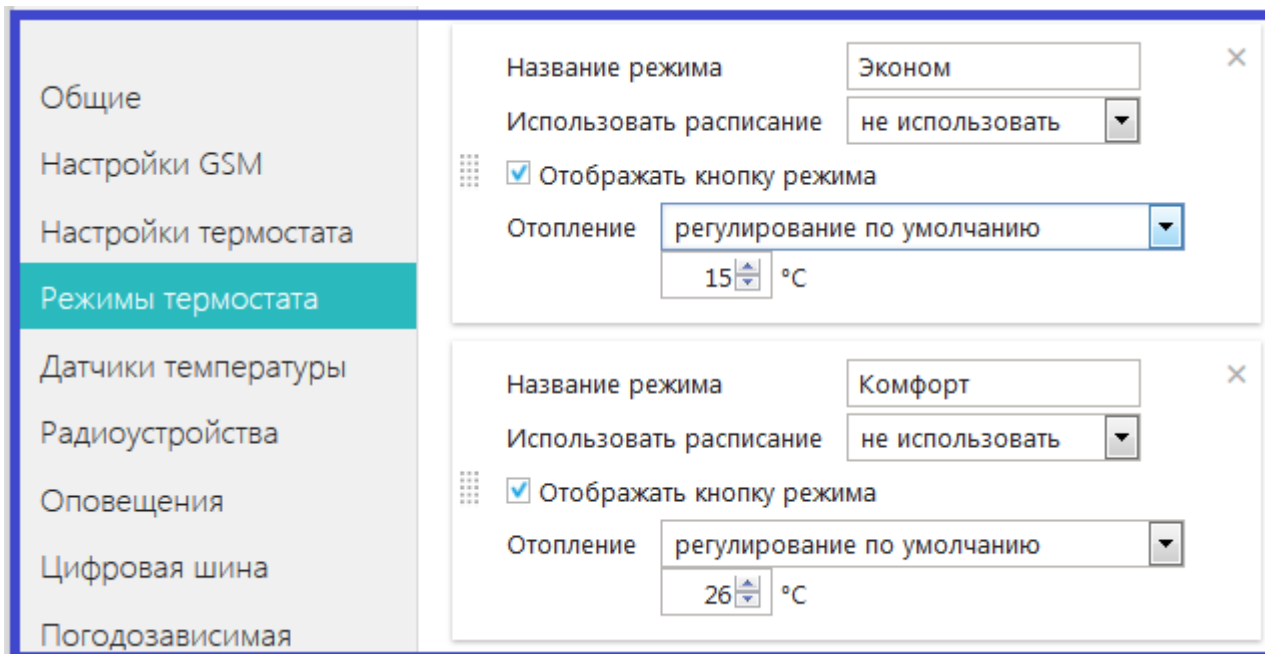 Общие
Настройки GSM
Настройки термостата
Режимы термостата
Датчики температуры
Радиоустройства
Оповещения
Цифровая шина
Погодозависимая
Название режима Эконом
Использовать расписание не использовать
Отображать кнопку режима
Отопление регулирование по умолчанию
15 °C
Название режима Комфорт
Использовать расписание не использовать
Отображать кнопку режима
Отопление регулирование по умолчанию
26 °C